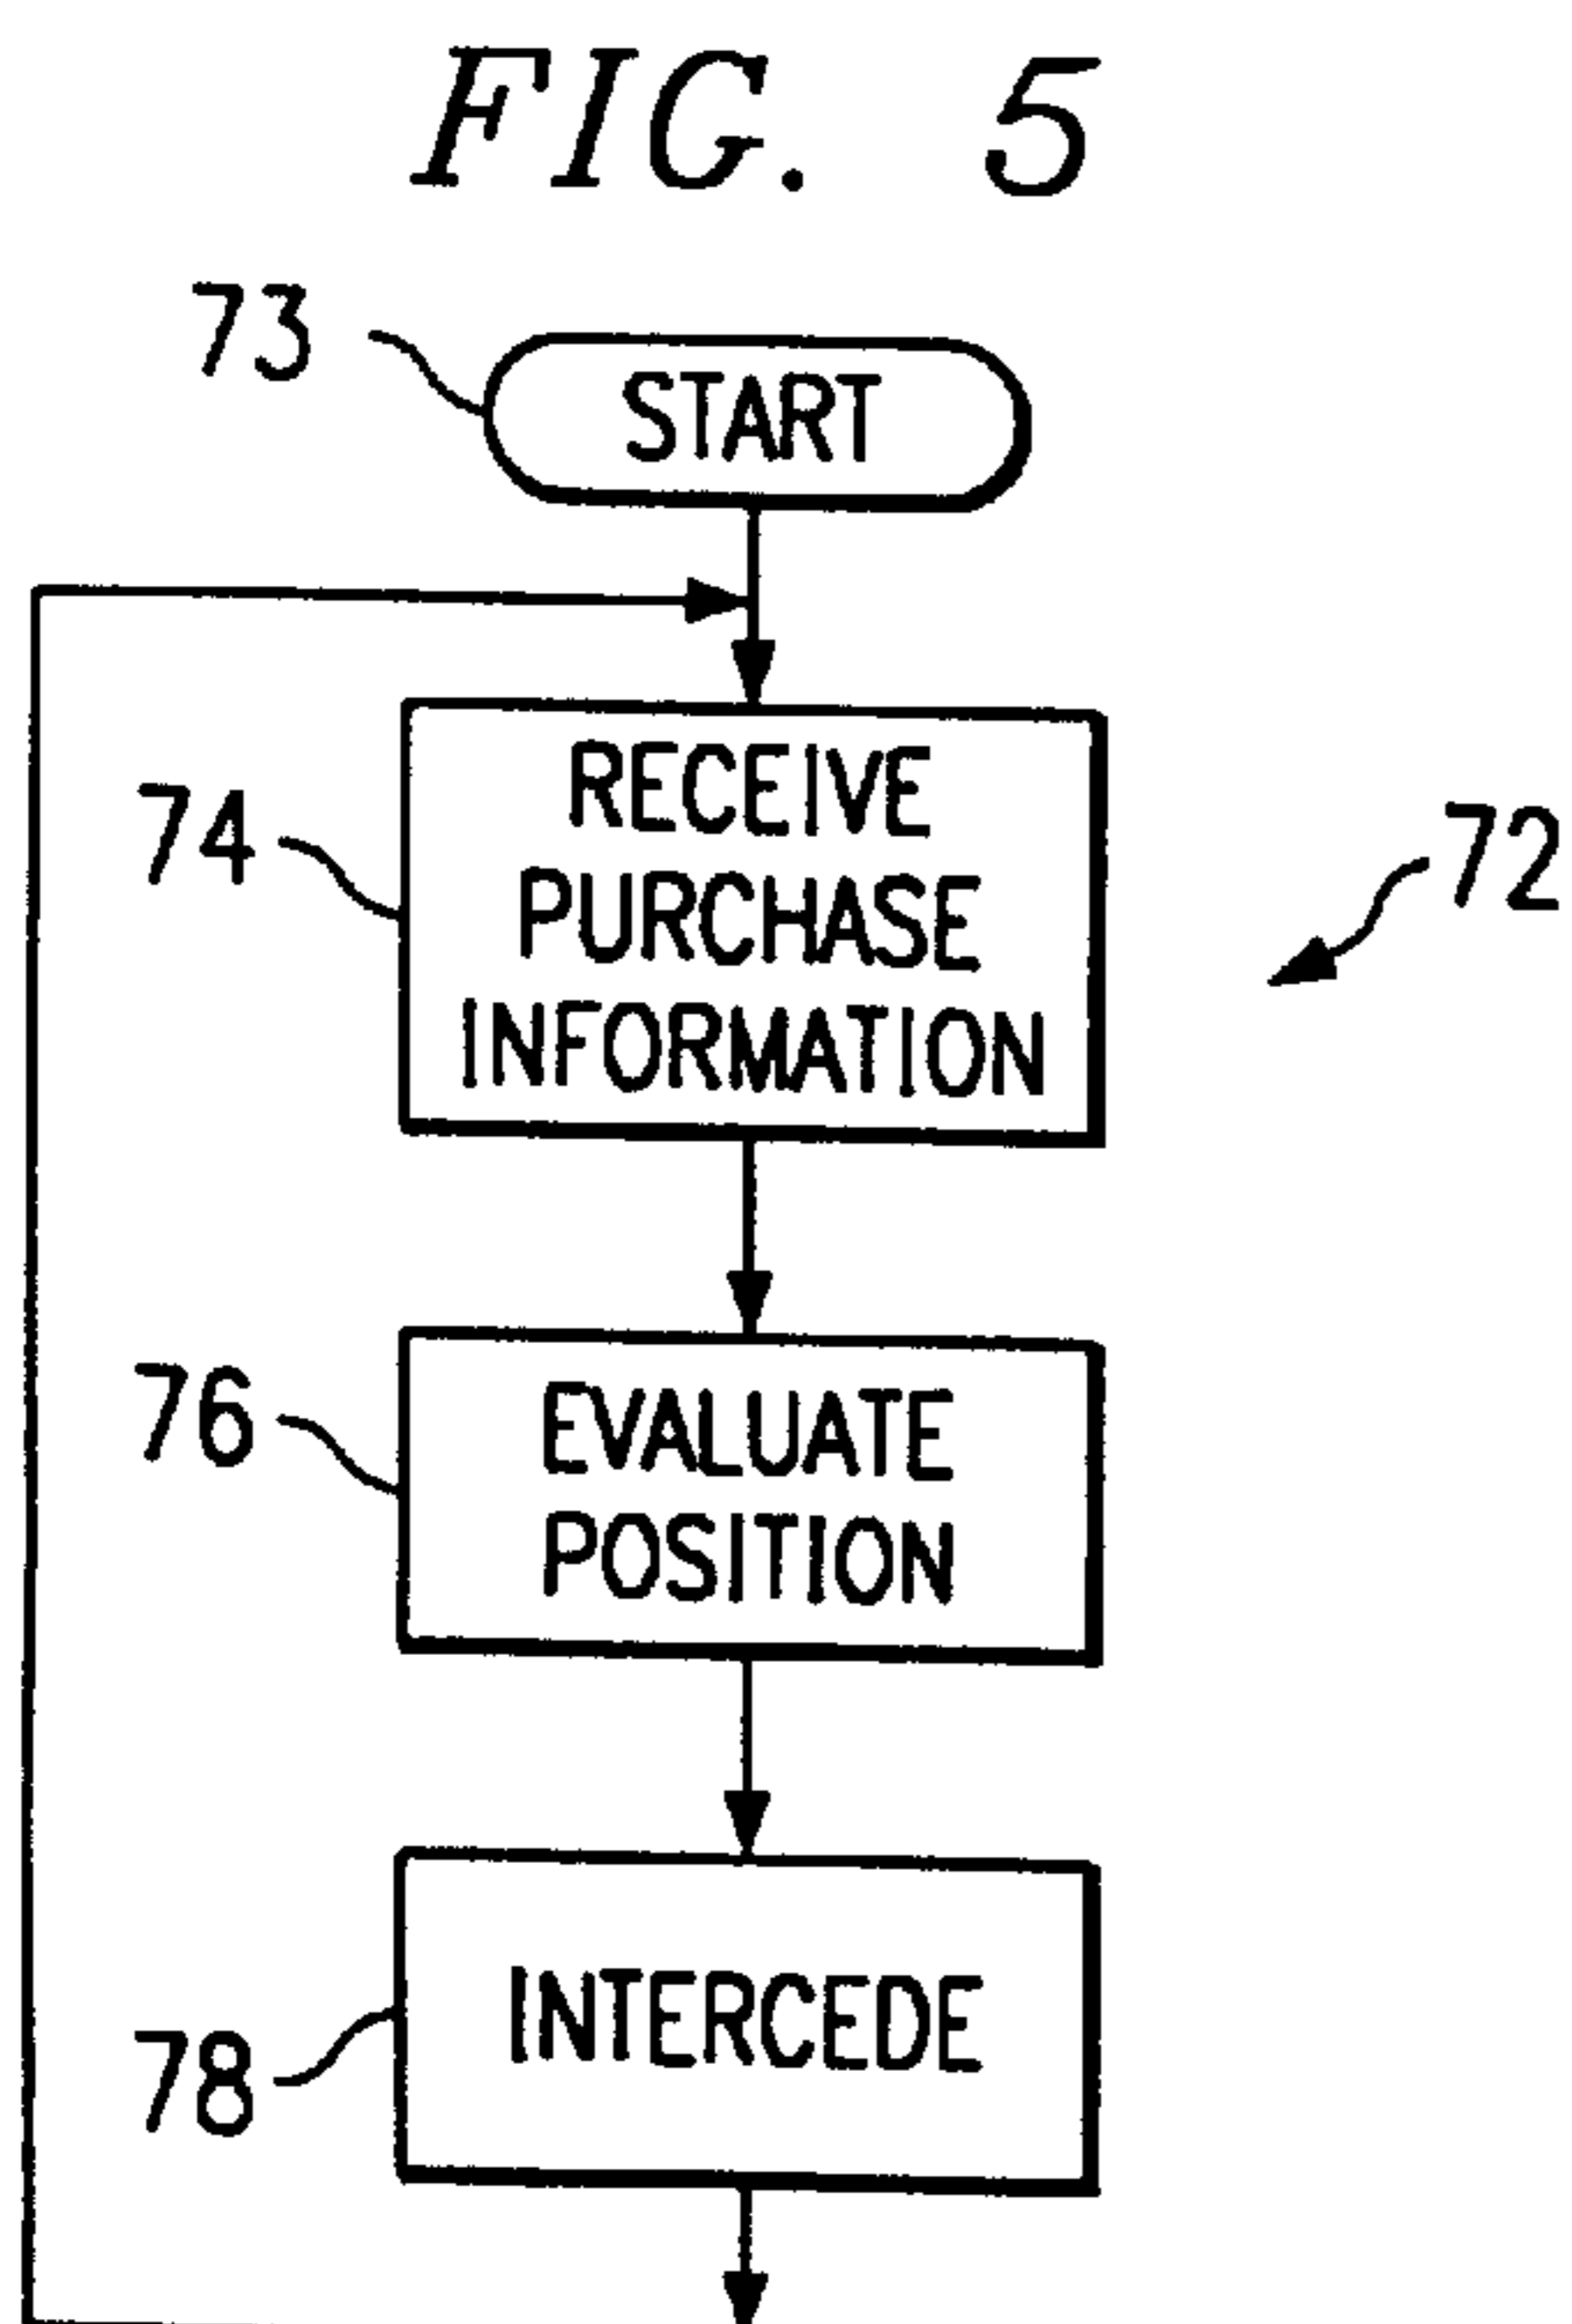 FIG. 5
73
START
74
RECEIVE
PURCHASE
INFORMATION
72
76
EVALUATE
POSITION
78
INTERCEDE